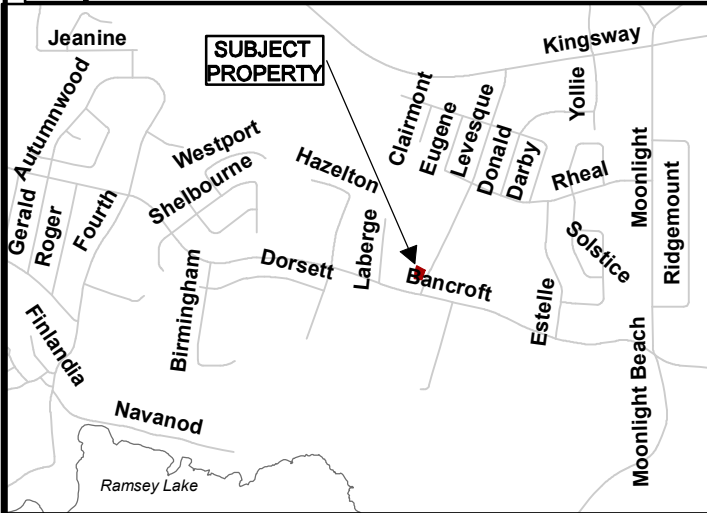 Jeanine
SUBJECT
PROPERTY
Kingsway
Autumnwood
Westport
Clairmont
Eugene
Levesque
Yollie
Donald
Darby
Moonlight
Hazelton
Shelbourne
Rheal
Gerald
Roger
Fourth
Laberge
Solstice
Ridgemount
Birmingham
Dorsett
Bancroft
Estelle
Finlandia
Moonlight Beach
Navanod
Ramsey Lake